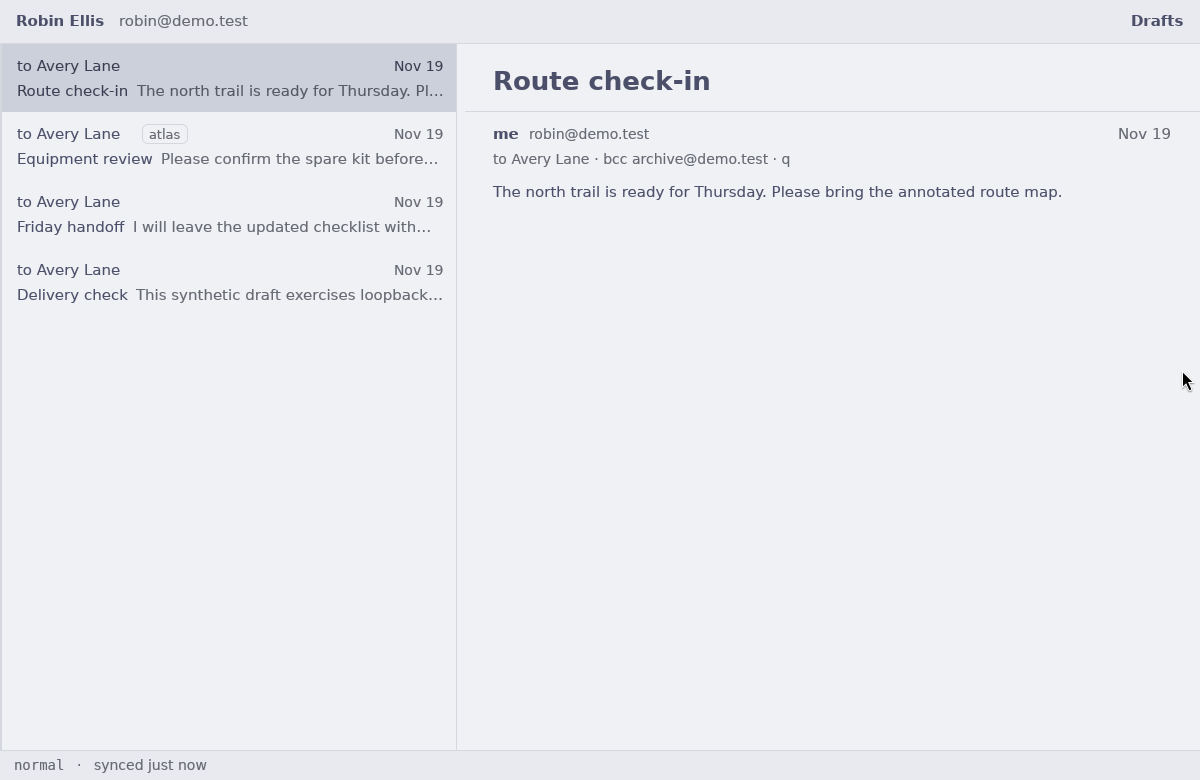 Robin Ellis robin@demo.test Drafts
to Avery Lane Nov 19
Route check-in The north trail is ready for Thursday. Pl…
to Avery Lane atlas Nov 19
Equipment review Please confirm the spare kit before…
to Avery Lane Nov 19
Friday handoff I will leave the updated checklist with…
to Avery Lane Nov 19
Delivery check This synthetic draft exercises loopback…
Route check-in
me robin@demo.test Nov 19
to Avery Lane · bcc archive@demo.test · q
The north trail is ready for Thursday. Please bring the annotated route map.
normal · synced just now